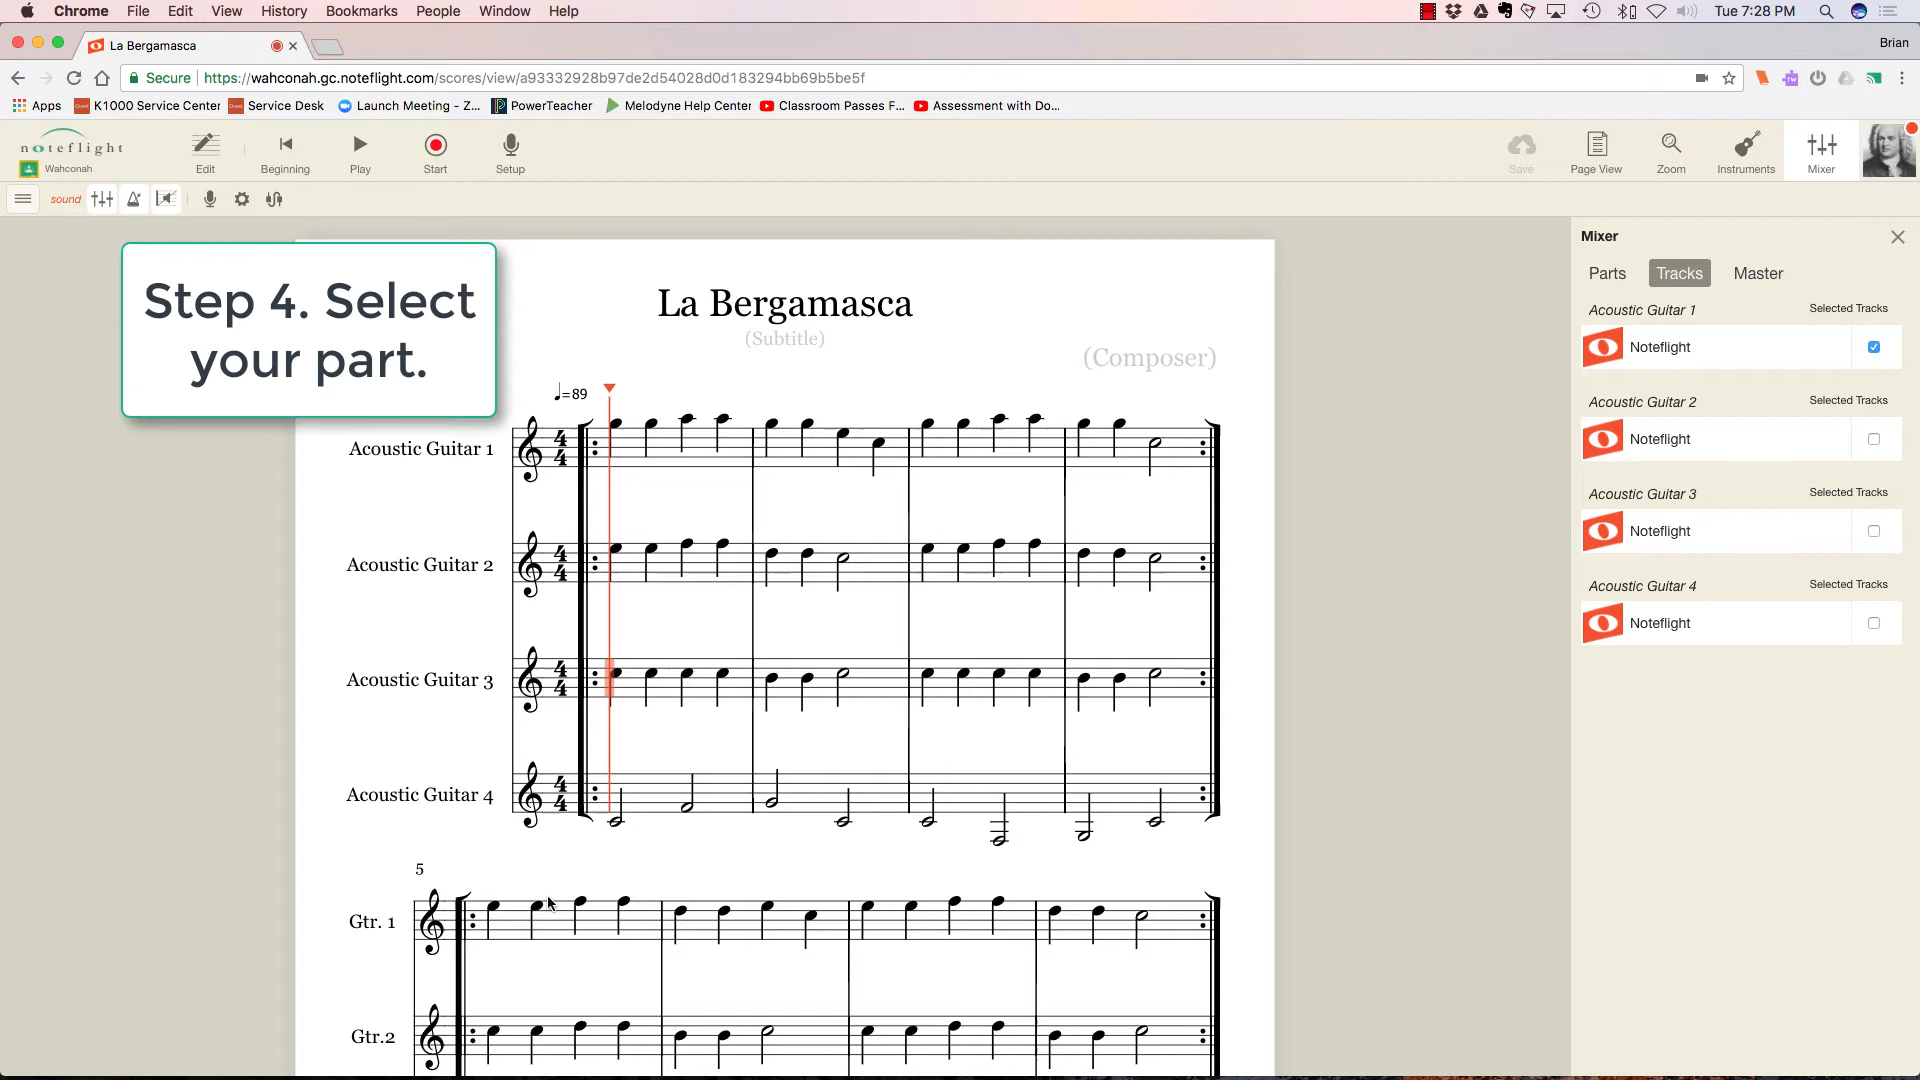 Chrome File Edit View History Bookmarks People Window Help Tue 7:28 PM
La Bergamasca Brian
Secure https://wahconah.gc.noteflight.com/scores/view/a93332928b97de2d54028d0d183294bb69b5be5f
Apps K1000 Service Center Service Desk Launch Meeting - Z... PowerTeacher Melodyne Help Center Classroom Passes F... Assessment with Do...
noteflight
Wahconah
Edit Beginning Play Start Setup Save Page View Zoom Instruments Mixer
sound
Step 4. Select
your part.
La Bergamasca
(Subtitle)
(Composer)
=89
Acoustic Guitar 1
Acoustic Guitar 2
Acoustic Guitar 3
Acoustic Guitar 4
5
Gtr. 1
Gtr.2
Mixer
Parts Tracks Master
Acoustic Guitar 1 Selected Tracks
Noteflight
Acoustic Guitar 2 Selected Tracks
Noteflight
Acoustic Guitar 3 Selected Tracks
Noteflight
Acoustic Guitar 4 Selected Tracks
Noteflight